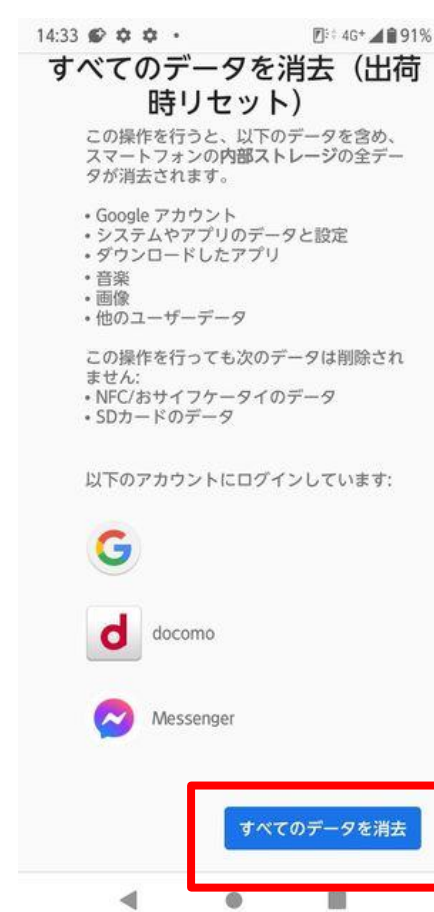 14:33 4G+ 91%
すべてのデータを消去（出荷
時リセット）
この操作を行うと、以下のデータを含め、
スマートフォンの内部ストレージの全デー
タが消去されます。
• Google アカウント
• システムやアプリのデータと設定
• ダウンロードしたアプリ
• 音楽
• 画像
• 他のユーザーデータ
この操作を行っても次のデータは削除され
ません:
• NFC/おサイフケータイのデータ
• SDカードのデータ
以下のアカウントにログインしています:
G
d docomo
Messenger
すべてのデータを消去